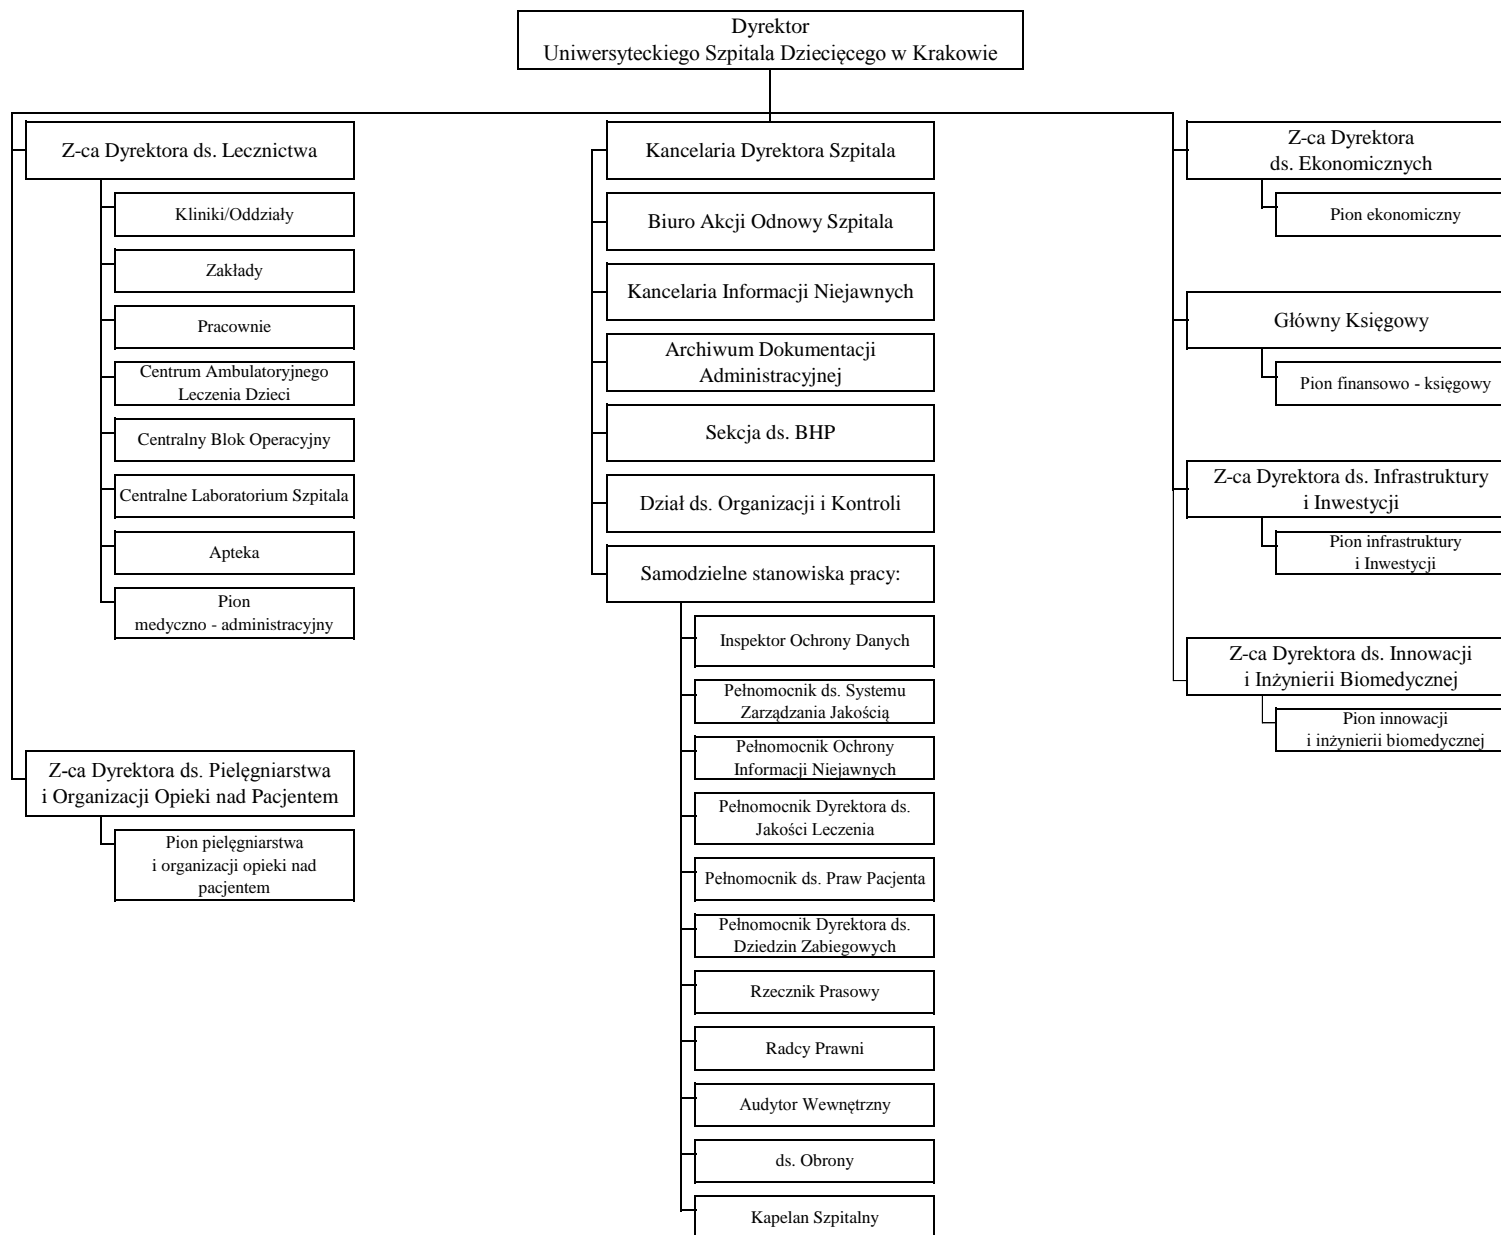 Dyrektor
Uniwersyteckiego Szpitala Dziecięcego w Krakowie
Z-ca Dyrektora ds. Lecznictwa
Kliniki/Oddziały
Zakłady
Pracownie
Centrum Ambulatoryjnego
Leczenia Dzieci
Centralny Blok Operacyjny
Centralne Laboratorium Szpitala
Apteka
Pion
medyczno - administracyjny
Z-ca Dyrektora ds. Pielęgniarstwa
i Organizacji Opieki nad Pacjentem
Pion pielęgniarstwa
i organizacji opieki nad
pacjentem
Kancelaria Dyrektora Szpitala
Biuro Akcji Odnowy Szpitala
Kancelaria Informacji Niejawnych
Archiwum Dokumentacji
Administracyjnej
Sekcja ds. BHP
Dział ds. Organizacji i Kontroli
Samodzielne stanowiska pracy:
Inspektor Ochrony Danych
Pełnomocnik ds. Systemu
Zarządzania Jakością
Pełnomocnik Ochrony
Informacji Niejawnych
Pełnomocnik Dyrektora ds.
Jakości Leczenia
Pełnomocnik ds. Praw Pacjenta
Pełnomocnik Dyrektora ds.
Dziedzin Zabiegowych
Rzecznik Prasowy
Radcy Prawni
Audytor Wewnętrzny
ds. Obrony
Kapelan Szpitalny
Z-ca Dyrektora
ds. Ekonomicznych
Pion ekonomiczny
Główny Księgowy
Pion finansowo - księgowy
Z-ca Dyrektora ds. Infrastruktury
i Inwestycji
Pion infrastruktury
i Inwestycji
Z-ca Dyrektora ds. Innowacji
i Inżynierii Biomedycznej
Pion innowacji
i inżynierii biomedycznej